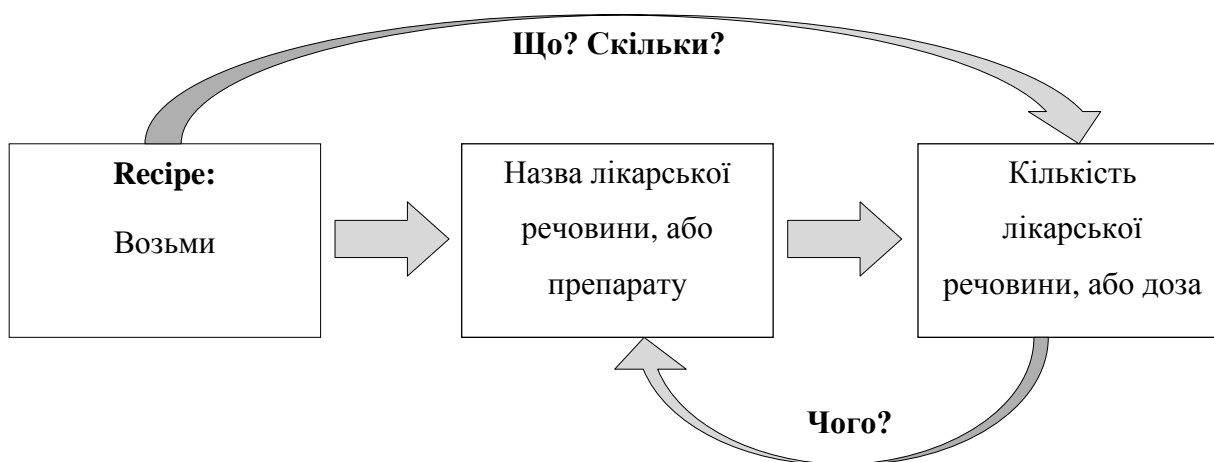 Що? Скільки?
Recipe:
Возьми
Назва лікарської
речовини, або
препарату
Кількість
лікарської
речовини, або доза
Чого?